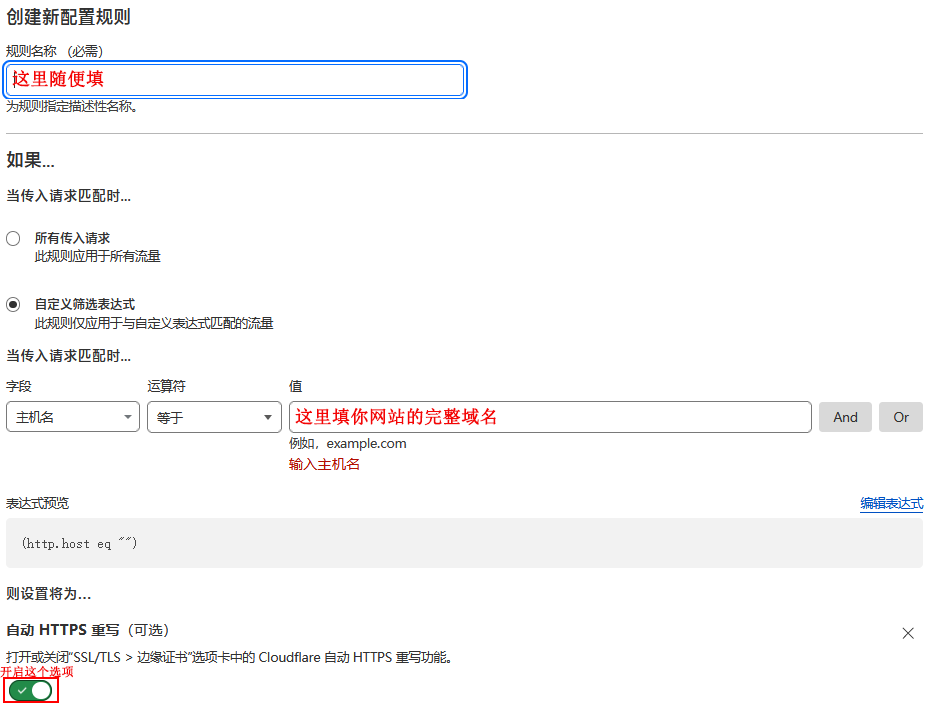 创建新配置规则
规则名称 （必需）
这里随便填
为规则指定描述性名称。
如果...
当传入请求匹配时...
所有传入请求
此规则应用于所有流量
自定义筛选表达式
此规则仅应用于与自定义表达式匹配的流量
当传入请求匹配时...
字段 运算符 值
主机名 等于 这里填你网站的完整域名 And Or
例如，example.com
输入主机名
表达式预览 编辑表达式
(http.host eq "")
则设置将为...
自动 HTTPS 重写（可选）
打开或关闭“SSL/TLS > 边缘证书”选项卡中的 Cloudflare 自动 HTTPS 重写功能。
开启这个选项